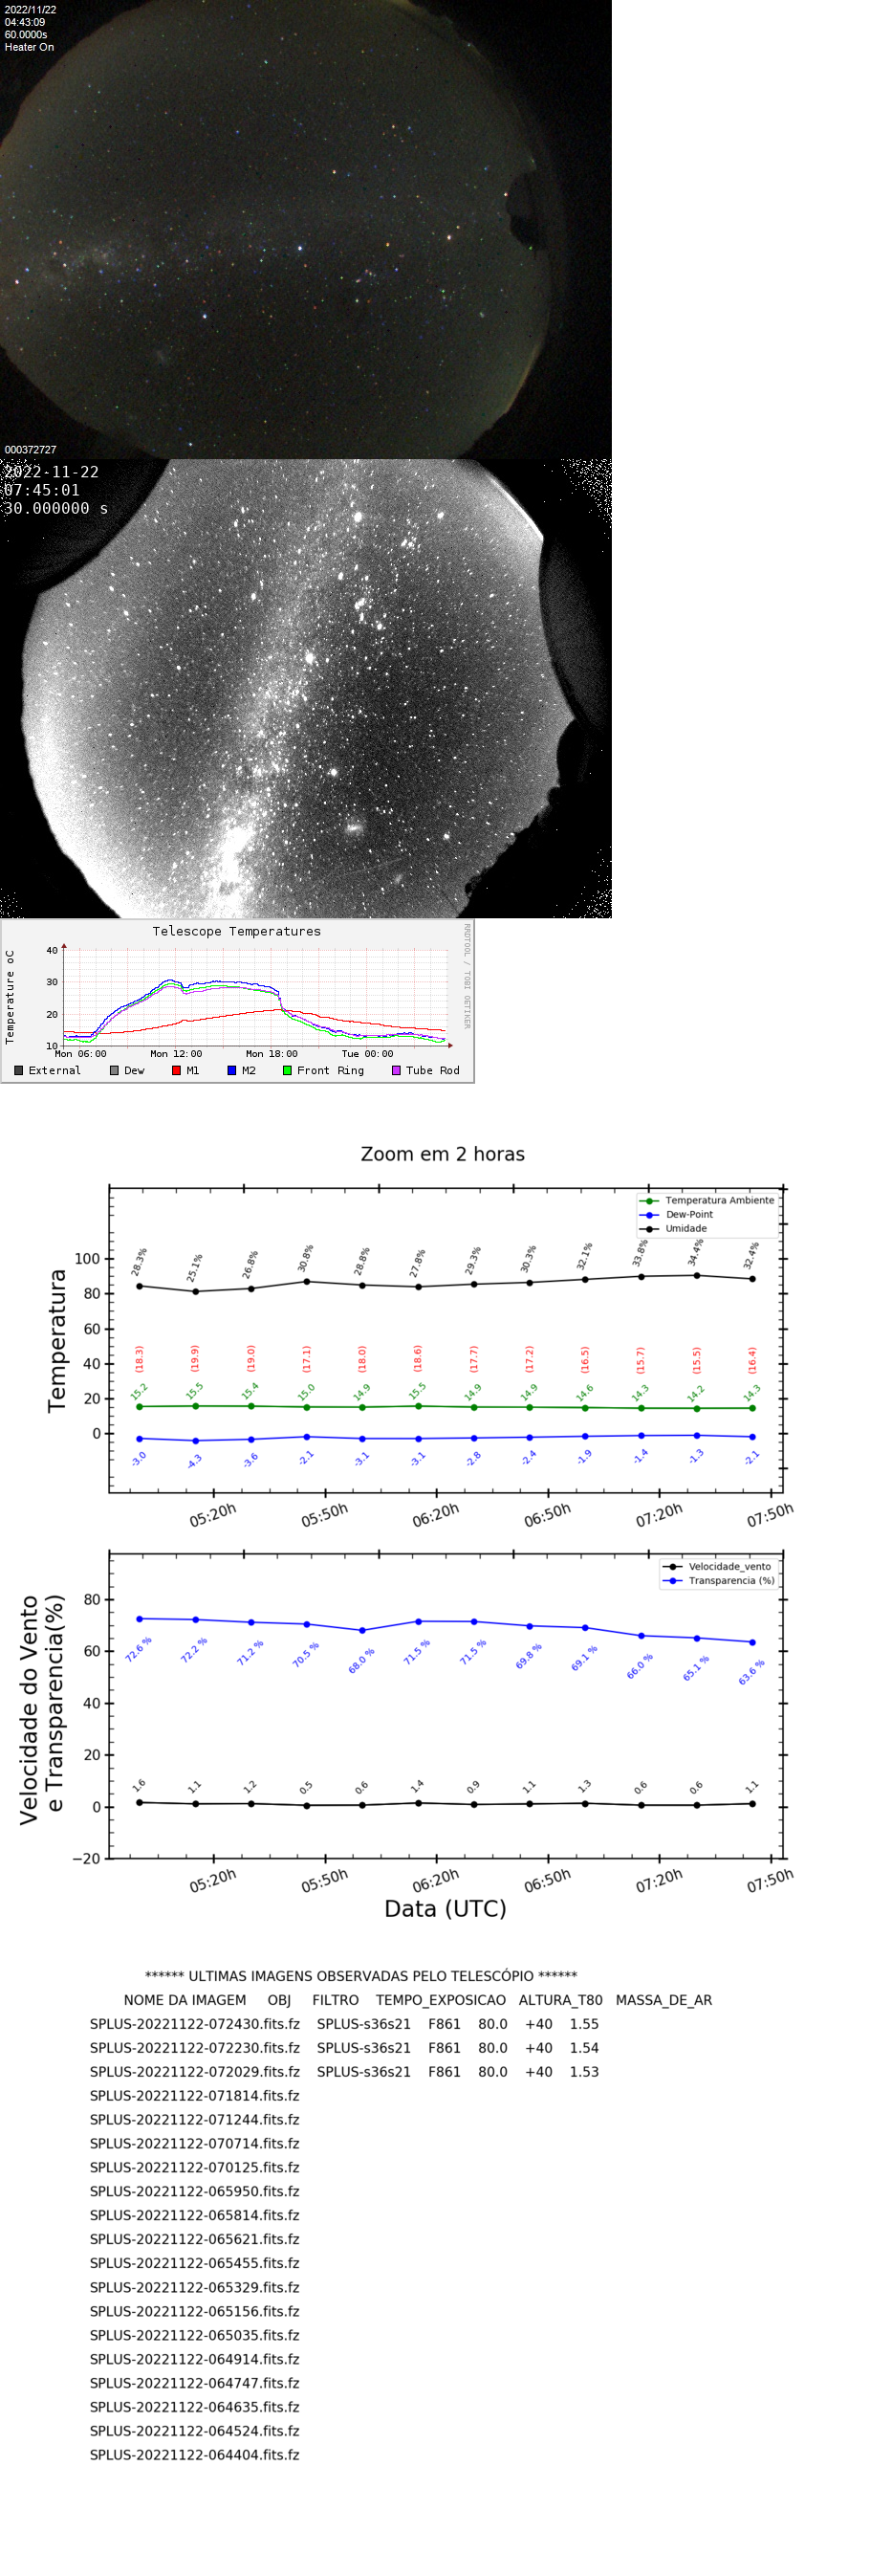 2022/11/22
04:43:09
60.0000s
Heater On
000372727
2022-11-22
07:45:01
30.000000 s
Telescope Temperatures
RRDTOOL / TOBI OETIKER
Temperature oC
40
30
20
10
Mon 06:00 Mon 12:00 Mon 18:00 Tue 00:00
External Dew M1 M2 Front Ring Tube Rod
Zoom em 2 horas
Temperatura Ambiente
Dew-Point
Umidade
Temperatura
100
80
60
40
20
0
28.3% 25.1% 26.8% 30.8% 28.8% 27.8% 29.3% 30.3% 32.1% 33.8% 34.4% 32.4%
(18.3) (19.9) (19.0) (17.1) (18.0) (18.6) (17.7) (17.2) (16.5) (15.7) (15.5) (16.4)
15.2 15.5 15.4 15.0 14.9 15.5 14.9 14.9 14.6 14.3 14.2 14.3
-3.0 -4.3 -3.6 -2.1 -3.1 -3.1 -2.8 -2.4 -1.9 -1.4 -1.3 -2.1
05:20h 05:50h 06:20h 06:50h 07:20h 07:50h
Velocidade_vento
Transparencia (%)
Velocidade do Vento
e Transparencia(%)
80
60
40
20
0
−20
72.6 % 72.2 % 71.2 % 70.5 % 68.0 % 71.5 % 71.5 % 69.8 % 69.1 % 66.0 % 65.1 % 63.6 %
1.6 1.1 1.2 0.5 0.6 1.4 0.9 1.1 1.3 0.6 0.6 1.1
05:20h 05:50h 06:20h 06:50h 07:20h 07:50h
Data (UTC)
****** ULTIMAS IMAGENS OBSERVADAS PELO TELESCÓPIO ******
NOME DA IMAGEM OBJ FILTRO TEMPO_EXPOSICAO ALTURA_T80 MASSA_DE_AR
SPLUS-20221122-072430.fits.fz SPLUS-s36s21 F861 80.0 +40 1.55
SPLUS-20221122-072230.fits.fz SPLUS-s36s21 F861 80.0 +40 1.54
SPLUS-20221122-072029.fits.fz SPLUS-s36s21 F861 80.0 +40 1.53
SPLUS-20221122-071814.fits.fz
SPLUS-20221122-071244.fits.fz
SPLUS-20221122-070714.fits.fz
SPLUS-20221122-070125.fits.fz
SPLUS-20221122-065950.fits.fz
SPLUS-20221122-065814.fits.fz
SPLUS-20221122-065621.fits.fz
SPLUS-20221122-065455.fits.fz
SPLUS-20221122-065329.fits.fz
SPLUS-20221122-065156.fits.fz
SPLUS-20221122-065035.fits.fz
SPLUS-20221122-064914.fits.fz
SPLUS-20221122-064747.fits.fz
SPLUS-20221122-064635.fits.fz
SPLUS-20221122-064524.fits.fz
SPLUS-20221122-064404.fits.fz